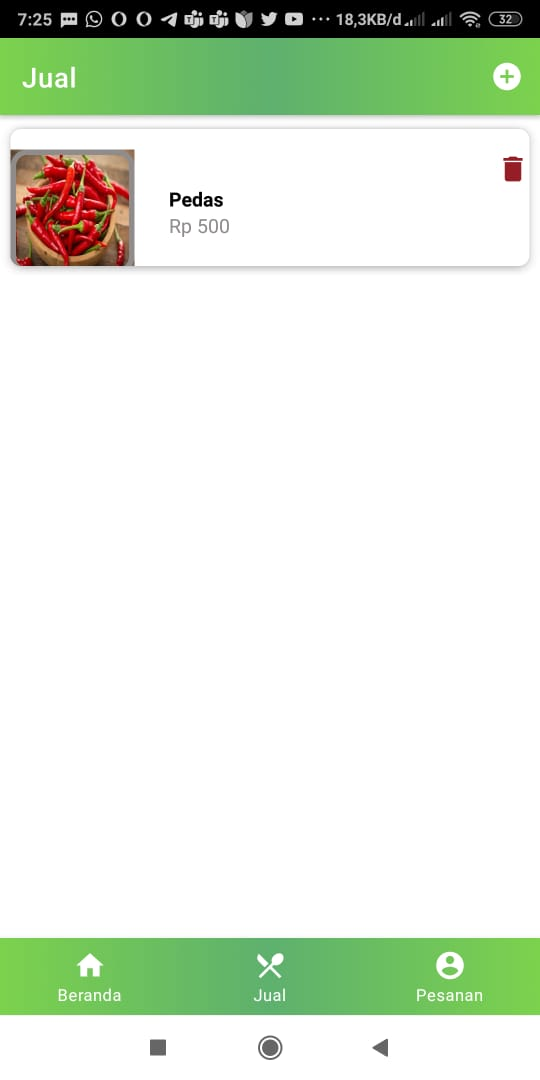 7:25 18,3KB/d 32
Jual
Pedas
Rp 500
Beranda Jual Pesanan